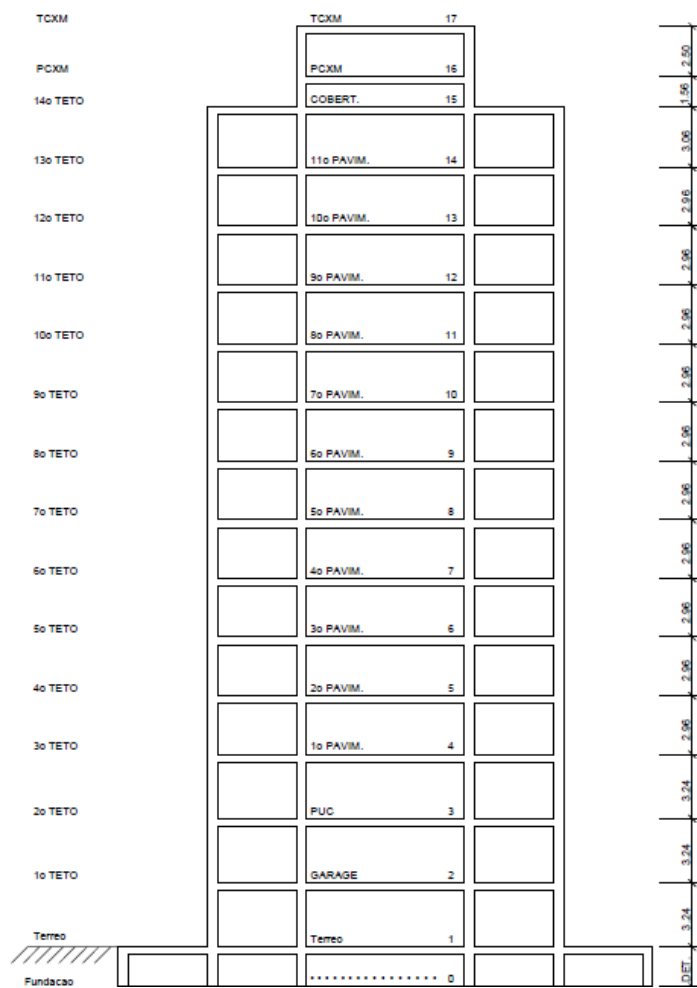 TCXM TCXM 17
2.50
PCXM PCXM 16
1.56
14o TETO COBERT. 15
3.06
13o TETO 11o PAVIM. 14
2.96
12o TETO 10o PAVIM. 13
2.96
11o TETO 9o PAVIM. 12
2.96
10o TETO 8o PAVIM. 11
2.96
9o TETO 7o PAVIM. 10
2.96
8o TETO 6o PAVIM. 9
2.96
7o TETO 5o PAVIM. 8
2.96
6o TETO 4o PAVIM. 7
2.96
5o TETO 3o PAVIM. 6
2.96
4o TETO 2o PAVIM. 5
2.96
3o TETO 1o PAVIM. 4
3.24
2o TETO PUC 3
3.24
1o TETO GARAGE 2
3.24
Terreo Terreo 1
DET.
Fundacao 0